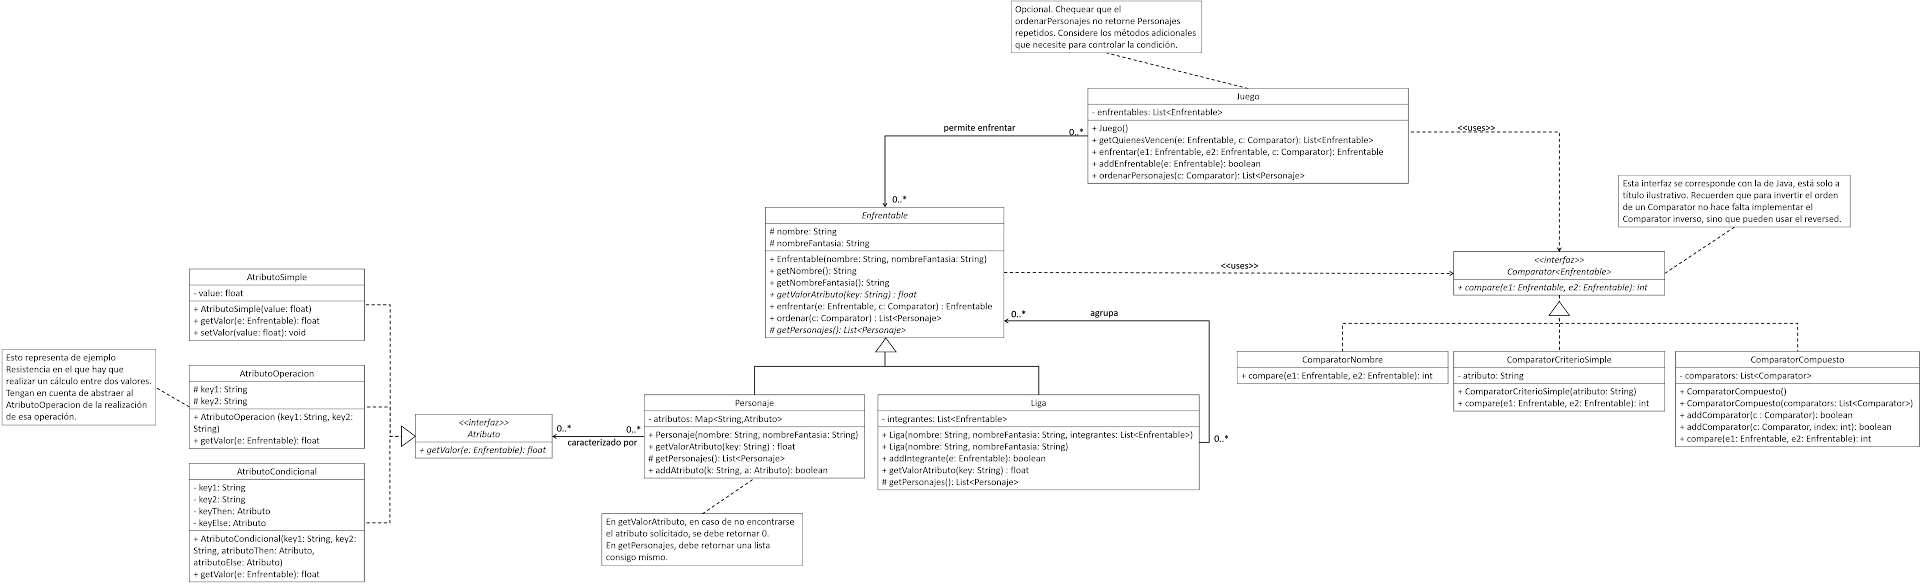 Opcional. Chequear que el
ordenarPersonajes no retorne Personajes
repetidos. Considere los métodos adicionales
que necesite para controlar la condición.
Juego
- enfrentables: List<Enfrentable>
+ Juego()
+ getQuienesVencen(e: Enfrentable, c: Comparator): List<Enfrentable>
+ enfrentar(e1: Enfrentable, e2: Enfrentable, c: Comparator): Enfrentable
+ addEnfrentable(e: Enfrentable): boolean
+ ordenarPersonajes(c: Comparator): List<Personaje>
permite enfrentar
0..*
0..*
<<uses>>
Esta interfaz se corresponde con la de Java, está solo a
título ilustrativo. Recuerden que para invertir el orden
de un Comparator no hace falta implementar el
Comparator inverso, sino que pueden usar el reversed.
Enfrentable
# nombre: String
# nombreFantasia: String
+ Enfrentable(nombre: String, nombreFantasia: String)
+ getNombre(): String
+ getNombreFantasia(): String
+ getValorAtributo(key: String) : float
+ enfrentar(e: Enfrentable, c: Comparator) : Enfrentable
+ ordenar(c: Comparator) : List<Personaje>
# getPersonajes(): List<Personaje>
<<uses>>
<<interfaz>>
Comparator<Enfrentable>
+ compare(e1: Enfrentable, e2: Enfrentable): int
0..*
agrupa
0..*
ComparatorNombre
+ compare(e1: Enfrentable, e2: Enfrentable): int
ComparatorCriterioSimple
- atributo: String
+ ComparatorCriterioSimple(atributo: String)
+ compare(e1: Enfrentable, e2: Enfrentable): int
ComparatorCompuesto
- comparators: List<Comparator>
+ ComparatorCompuesto()
+ ComparatorCompuesto(comparators: List<Comparator>)
+ addComparator(c : Comparator): boolean
+ addComparator(c: Comparator, index: int): boolean
+ compare(e1: Enfrentable, e2: Enfrentable): int
AtributoSimple
- value: float
+ AtributoSimple(value: float)
+ getValor(e: Enfrentable): float
+ setValor(value: float): void
Esto representa de ejemplo
Resistencia en el que hay que
realizar un cálculo entre dos valores.
Tengan en cuenta de abstraer al
AtributoOperacion de la realización
de esa operación.
AtributoOperacion
# key1: String
# key2: String
+ AtributoOperacion (key1: String, key2:
String)
+ getValor(e: Enfrentable): float
AtributoCondicional
- key1: String
- key2: String
- keyThen: Atributo
- keyElse: Atributo
+ AtributoCondicional(key1: String, key2:
String, atributoThen: Atributo,
atributoElse: Atributo)
+ getValor(e: Enfrentable): float
<<interfaz>>
Atributo
+ getValor(e: Enfrentable): float
0..*
0..*
caracterizado por
Personaje
- atributos: Map<String,Atributo>
+ Personaje(nombre: String, nombreFantasia: String)
+ getValorAtributo(key: String) : float
# getPersonajes(): List<Personaje>
+ addAtributo(k: String, a: Atributo): boolean
Liga
- integrantes: List<Enfrentable>
+ Liga(nombre: String, nombreFantasia: String, integrantes: List<Enfrentable>)
+ Liga(nombre: String, nombreFantasia: String)
+ addIntegrante(e: Enfrentable): boolean
+ getValorAtributo(key: String) : float
# getPersonajes(): List<Personaje>
En getValorAtributo, en caso de no encontrarse
el atributo solicitado, se debe retornar 0.
En getPersonajes, debe retornar una lista
consigo mismo.